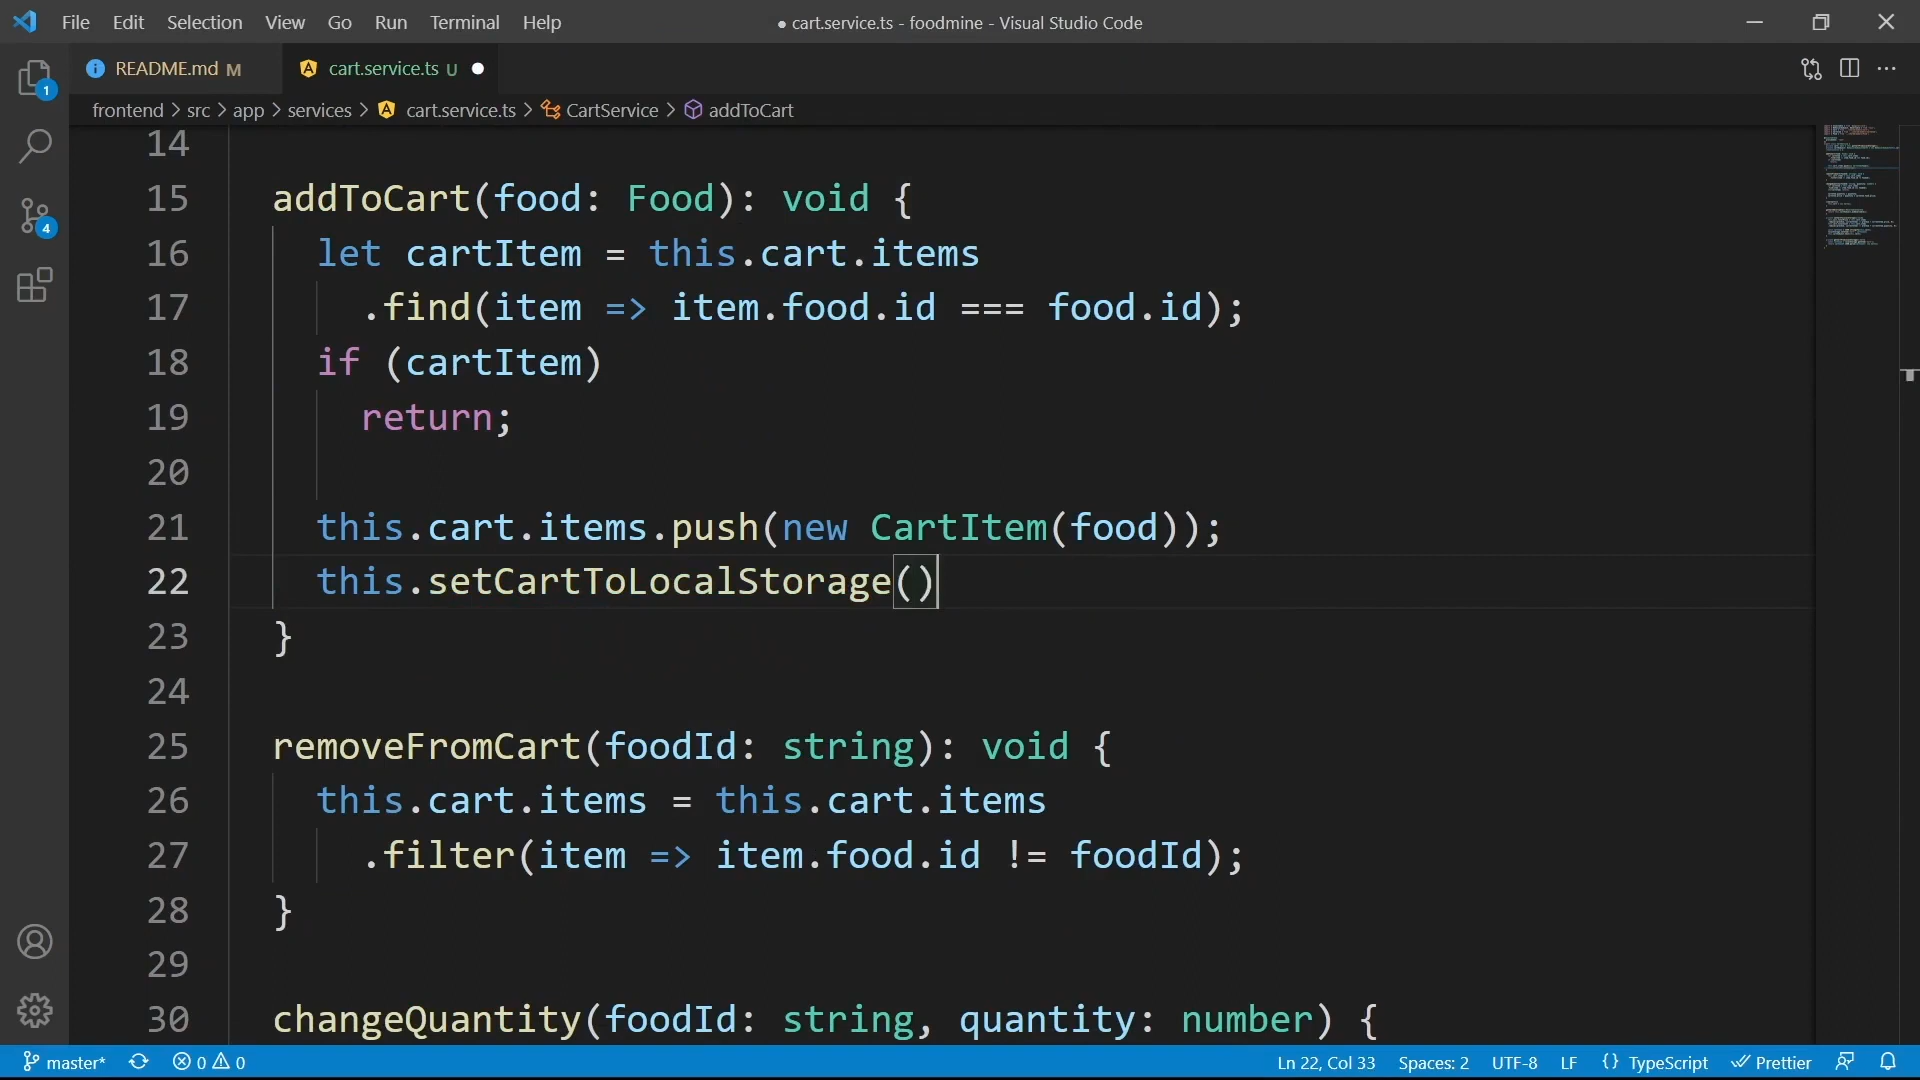 File Edit Selection View Go Run Terminal Help
● cart.service.ts - foodmine - Visual Studio Code
README.md M
cart.service.ts U ●
frontend > src > app > services > cart.service.ts > CartService > addToCart
1
4
14
15 addToCart(food: Food): void {
16 let cartItem = this.cart.items
17 .find(item => item.food.id === food.id);
18 if (cartItem)
19 return;
20
21 this.cart.items.push(new CartItem(food));
22 this.setCartToLocalStorage()
23 }
24
25 removeFromCart(foodId: string): void {
26 this.cart.items = this.cart.items
27 .filter(item => item.food.id != foodId);
28 }
29
30 changeQuantity(foodId: string, quantity: number) {
master* 0 0 Ln 22, Col 33 Spaces: 2 UTF-8 LF {} TypeScript Prettier